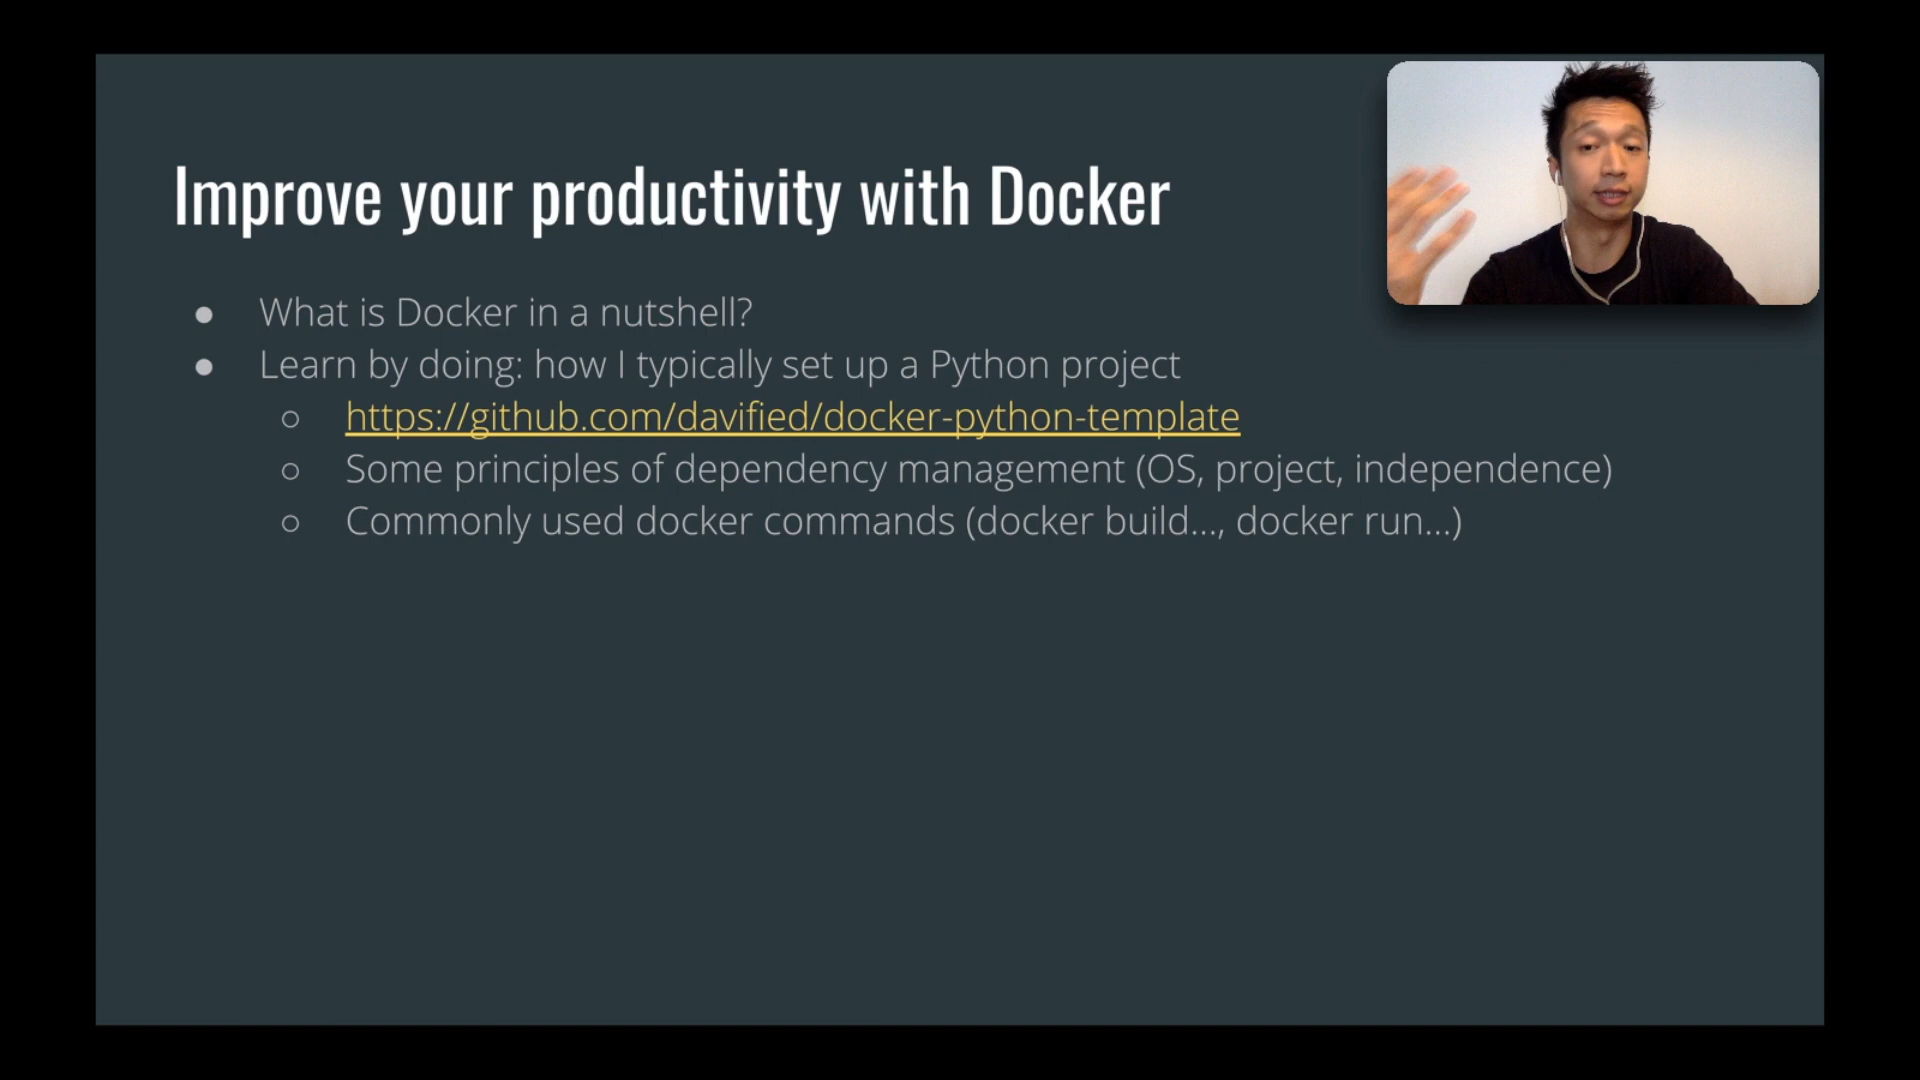 Improve your productivity with Docker
● What is Docker in a nutshell?
● Learn by doing: how I typically set up a Python project
○ https://github.com/davified/docker-python-template
○ Some principles of dependency management (OS, project, independence)
○ Commonly used docker commands (docker build..., docker run...)